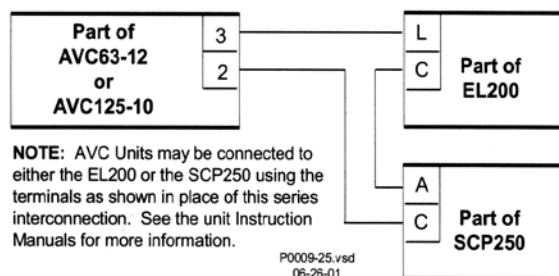 Part of
AVC63-12
or
AVC125-10
3
2
L
C
Part of
EL200
A
C
Part of
SCP250
NOTE: AVC Units may be connected to
either the EL200 or the SCP250 using the
terminals as shown in place of this series
interconnection. See the unit Instruction
Manuals for more information.
P0009-25.vsd
06-26-01